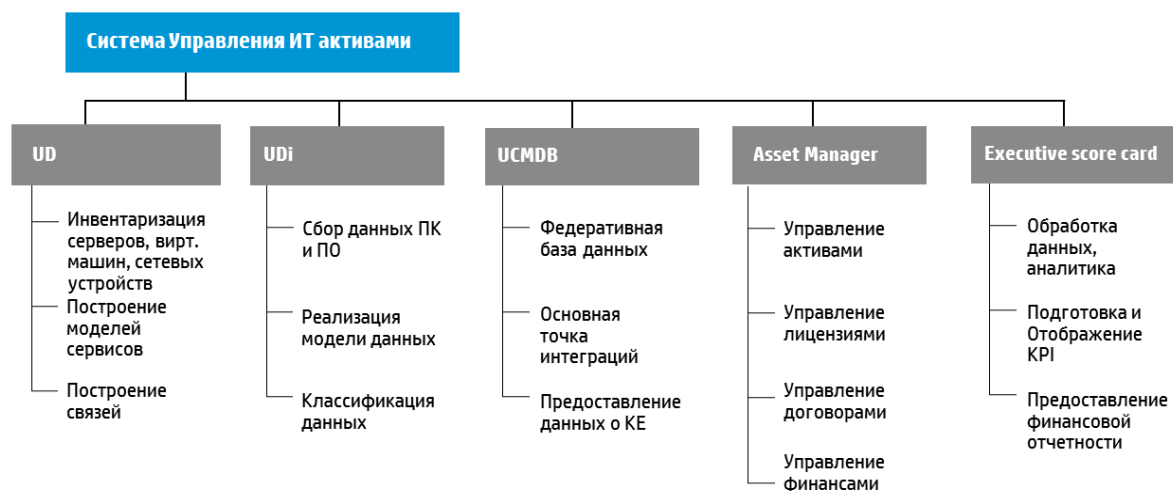 Система Управления ИТ активами
UD
Инвентаризация
серверов, вирт.
машин, сетевых
устройств
Построение
моделей
сервисов
Построение
связей
UDi
Сбор данных ПК
и ПО
Реализация
модели данных
Классификация
данных
UCMDB
Федеративная
база данных
Основная
точка
интеграций
Предоставление
данных о КЕ
Asset Manager
Управление
активами
Управление
лицензиями
Управление
договорами
Управление
финансами
Executive score card
Обработка
данных,
аналитика
Подготовка и
Отображение
KPI
Предоставление
финансовой
отчетности